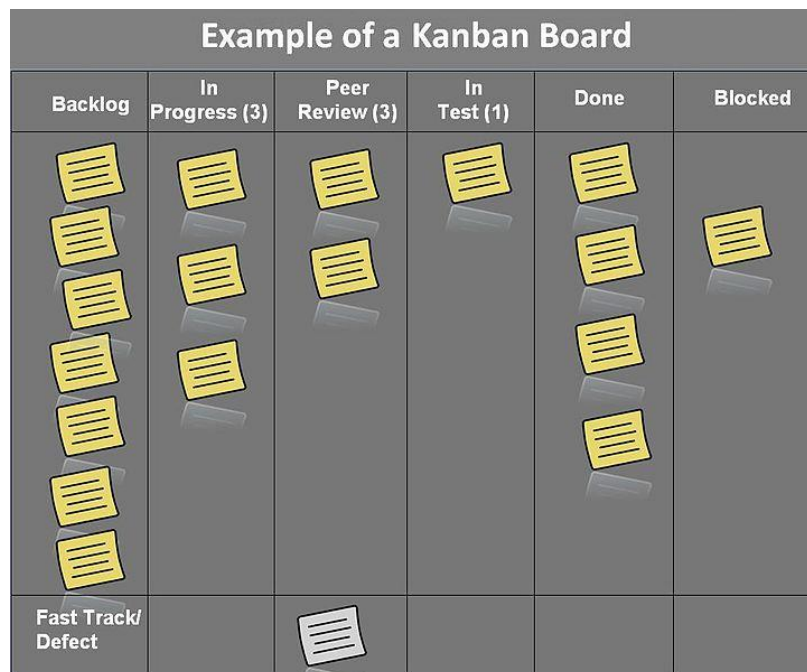 Example of a Kanban Board
Backlog
In
Progress (3)
Peer
Review (3)
In
Test (1)
Done
Blocked
Fast Track/
Defect